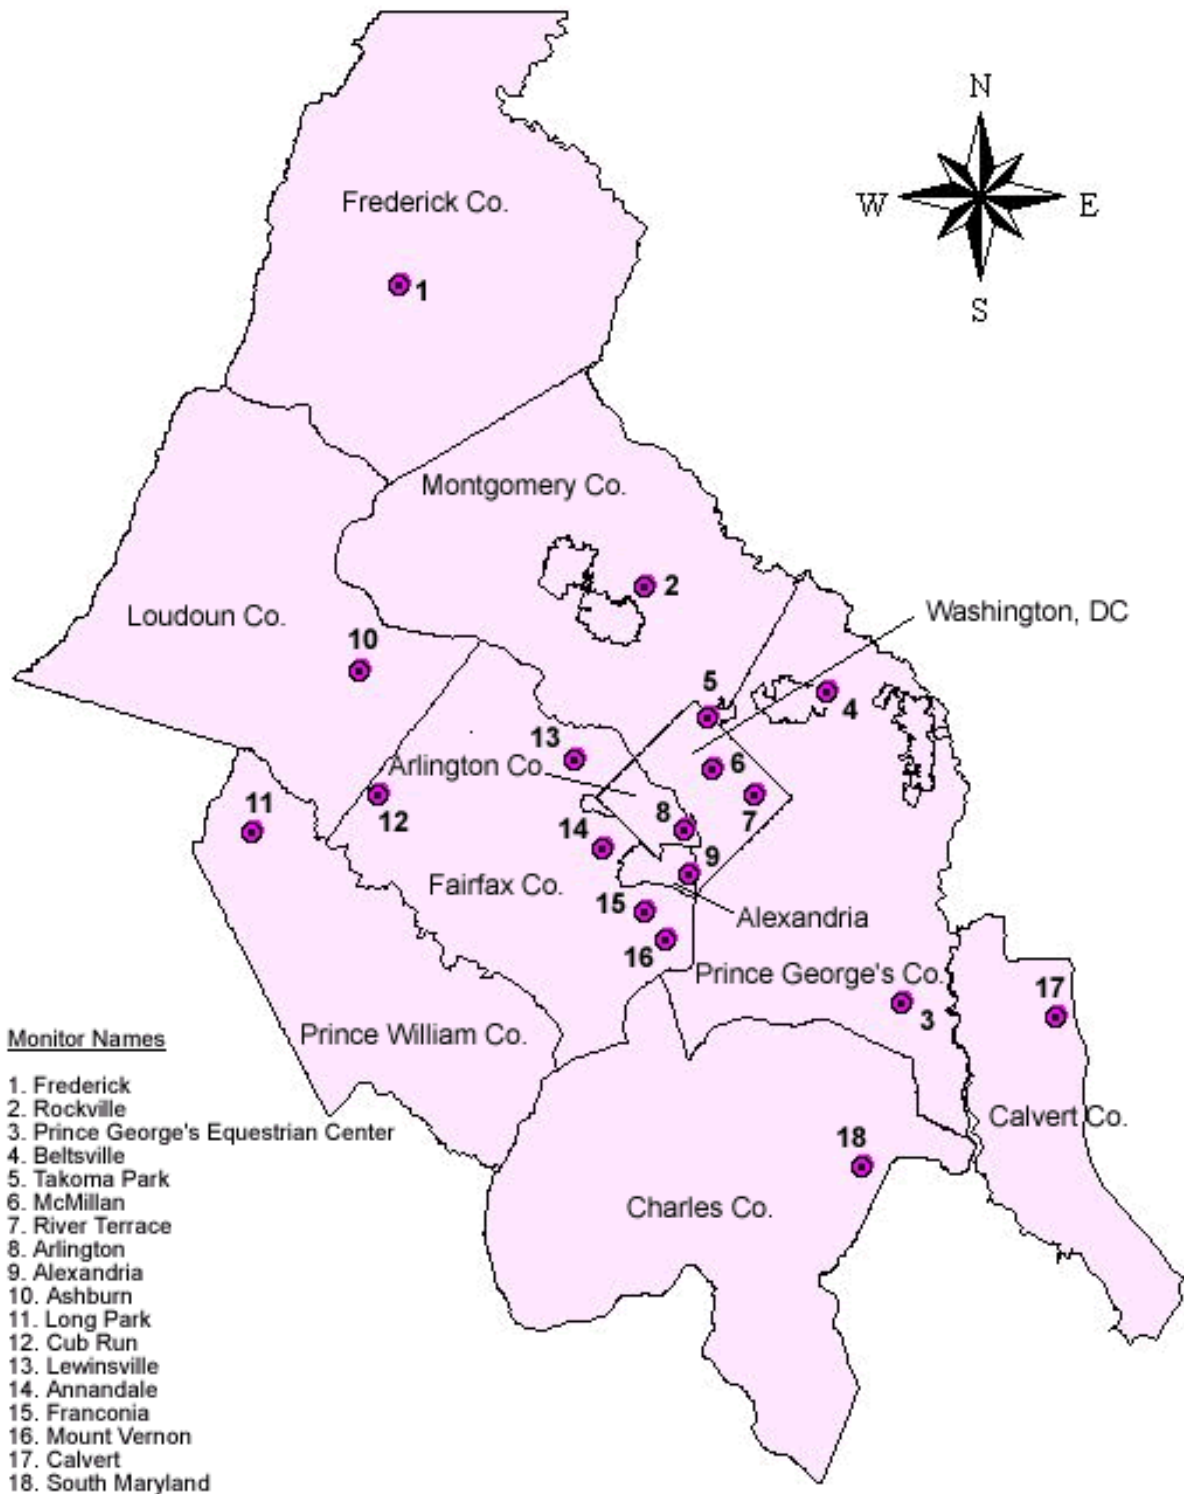 N
W
E
S
Frederick Co.
1
Montgomery Co.
2
Loudoun Co.
10
Washington, DC
5
4
13
Arlington Co.
6
11
12
8
7
14
9
Fairfax Co.
15
Alexandria
16
Prince George's Co.
17
3
Prince William Co.
Calvert Co.
18
Charles Co.
Monitor Names
1. Frederick
2. Rockville
3. Prince George's Equestrian Center
4. Beltsville
5. Takoma Park
6. McMillan
7. River Terrace
8. Arlington
9. Alexandria
10. Ashburn
11. Long Park
12. Cub Run
13. Lewinsville
14. Annandale
15. Franconia
16. Mount Vernon
17. Calvert
18. South Maryland